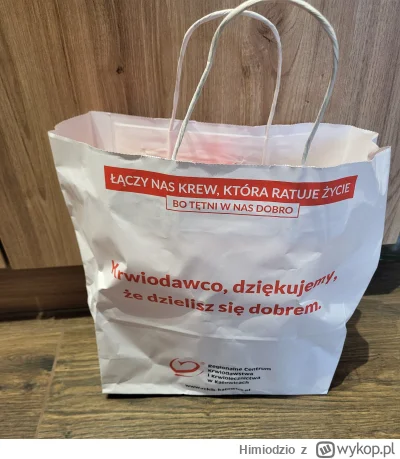 ŁĄCZY NAS KREW, KTÓRA RATUJE ŻYCIE
BO TĘTNI W NAS DOBRO
Krwiodawco, dziękujemy,
że dzielisz się dobrem.
Regionalne Centrum
Krwiodawstwa
i Krwiolecznictwa
w Katowicach
Himiodzio z wykop.pl